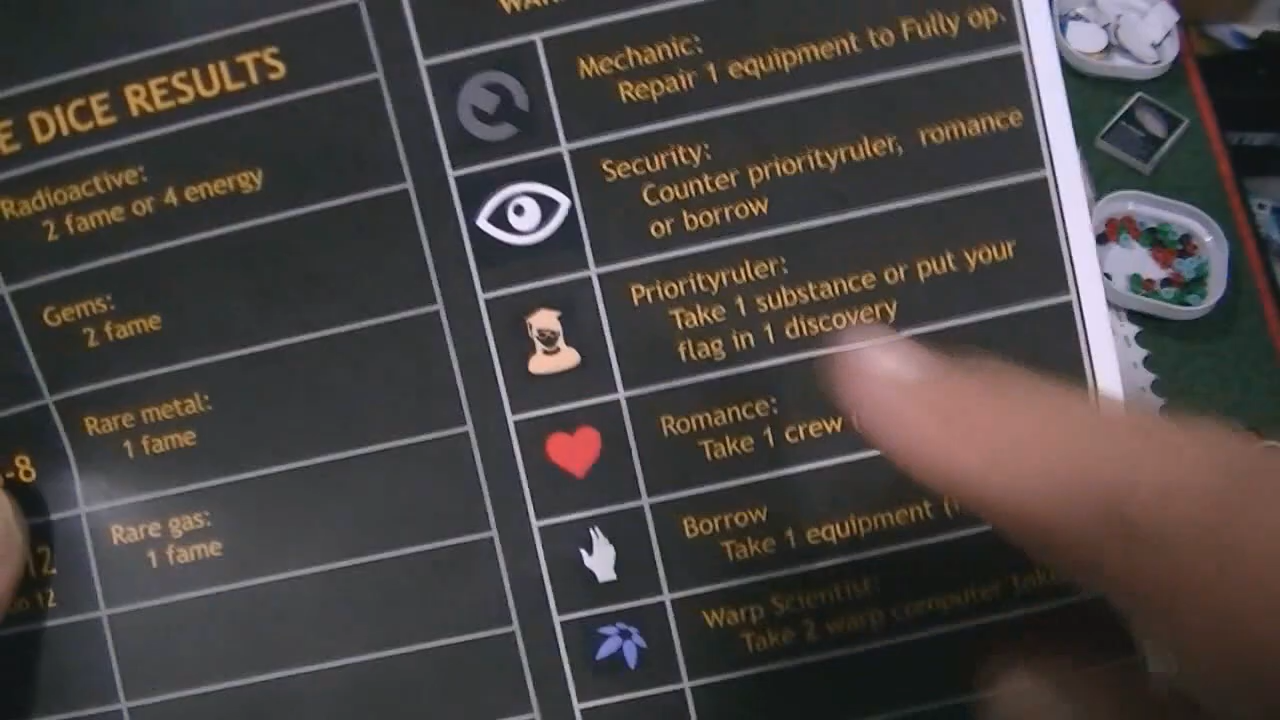 E DICE RESULTS
Radioactive:
2 fame or 4 energy
Gems:
2 fame
Rare metal:
1 fame
-8
Rare gas:
1 fame
12
12
Mechanic:
Repair 1 equipment to Fully op.
Security:
Counter priorityruler, romance
or borrow
Priorityruler:
Take 1 substance or put your
flag in 1 discovery
Romance:
Take 1 crew (
Borrow
Take 1 equipment (
Warp Scientist:
Take 2 warp computer